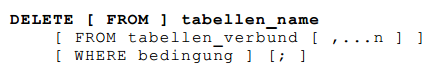 DELETE [ FROM ] tabellen_name
[ FROM tabellen_verbund [ ,...n ] ]
[ WHERE bedingung ] [; ]